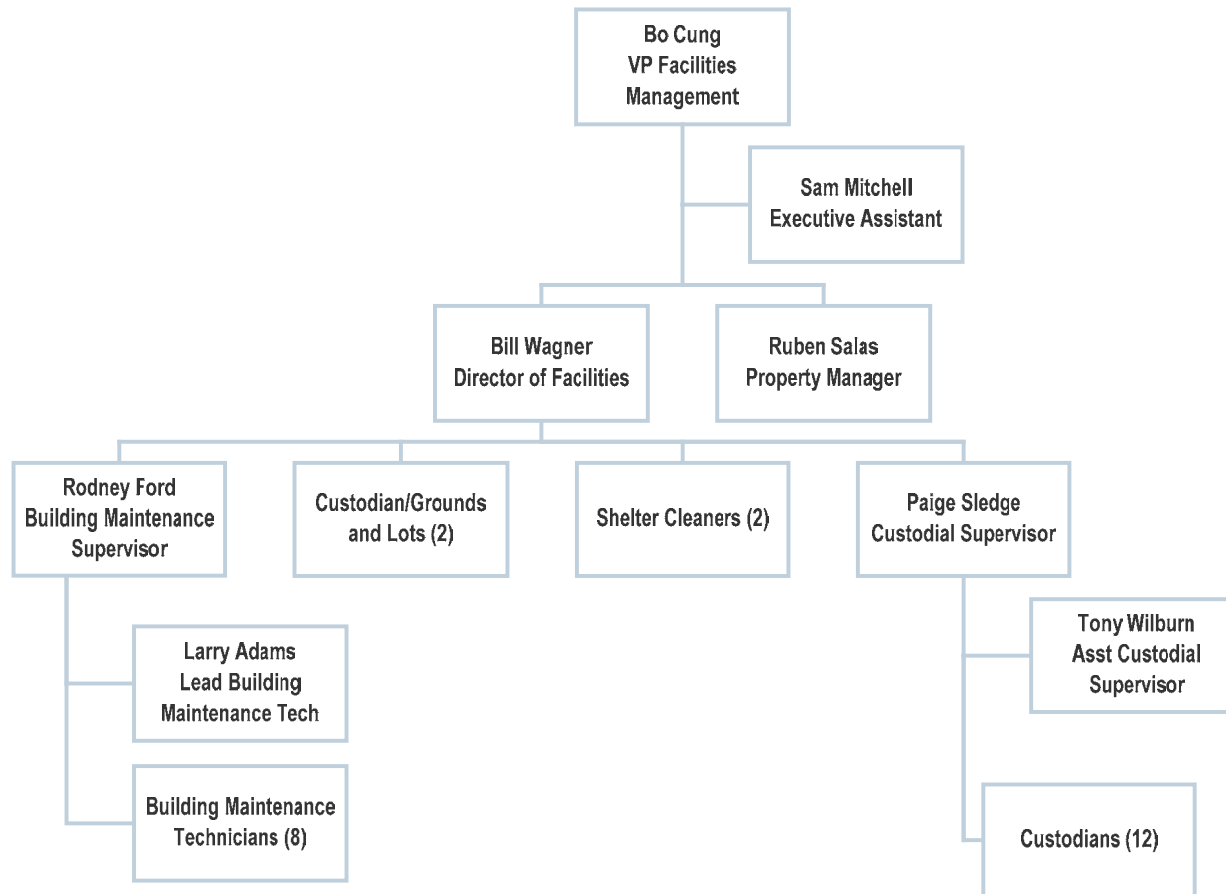 Bo Cung
VP Facilities
Management
Sam Mitchell
Executive Assistant
Bill Wagner
Director of Facilities
Ruben Salas
Property Manager
Rodney Ford
Building Maintenance
Supervisor
Custodian/Grounds
and Lots (2)
Shelter Cleaners (2)
Paige Sledge
Custodial Supervisor
Larry Adams
Lead Building
Maintenance Tech
Tony Wilburn
Asst Custodial
Supervisor
Building Maintenance
Technicians (8)
Custodians (12)